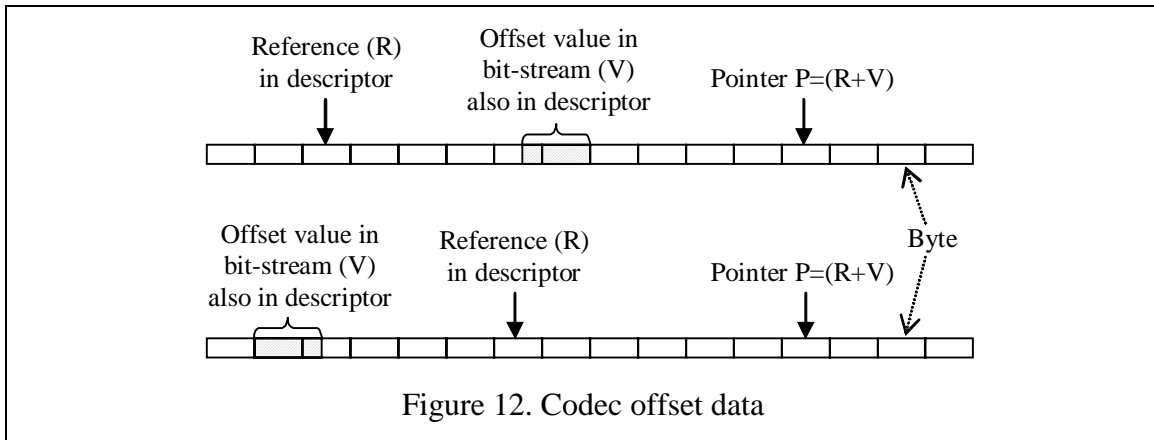 Reference (R)
in descriptor
Offset value in
bit-stream (V)
also in descriptor
Pointer P=(R+V)
Offset value in
bit-stream (V)
also in descriptor
Reference (R)
in descriptor
Pointer P=(R+V)
Byte
Figure 12. Codec offset data